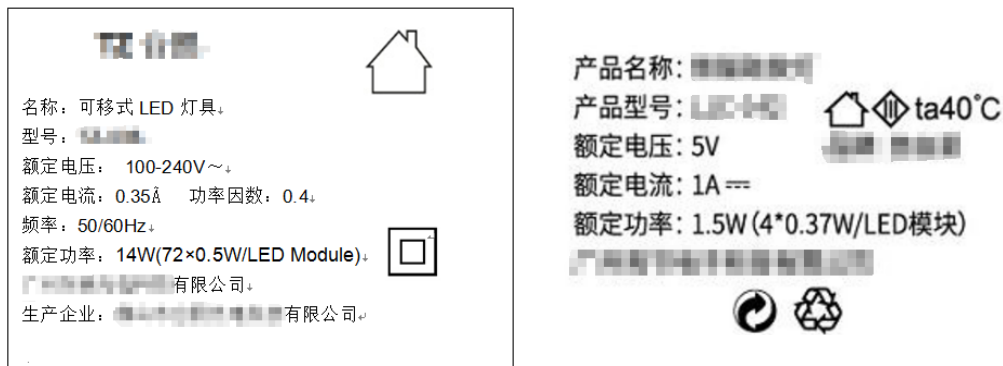 名称：可移式 LED 灯具
型号：
额定电压： 100-240V～
额定电流：0.35Å 功率因数：0.4
频率：50/60Hz
额定功率：14W(72×0.5W/LED Module)
有限公司
生产企业： 有限公司
产品名称：
产品型号：
ta40°C
额定电压：5V
额定电流：1A ⎓
额定功率：1.5W（4*0.37W/LED模块）